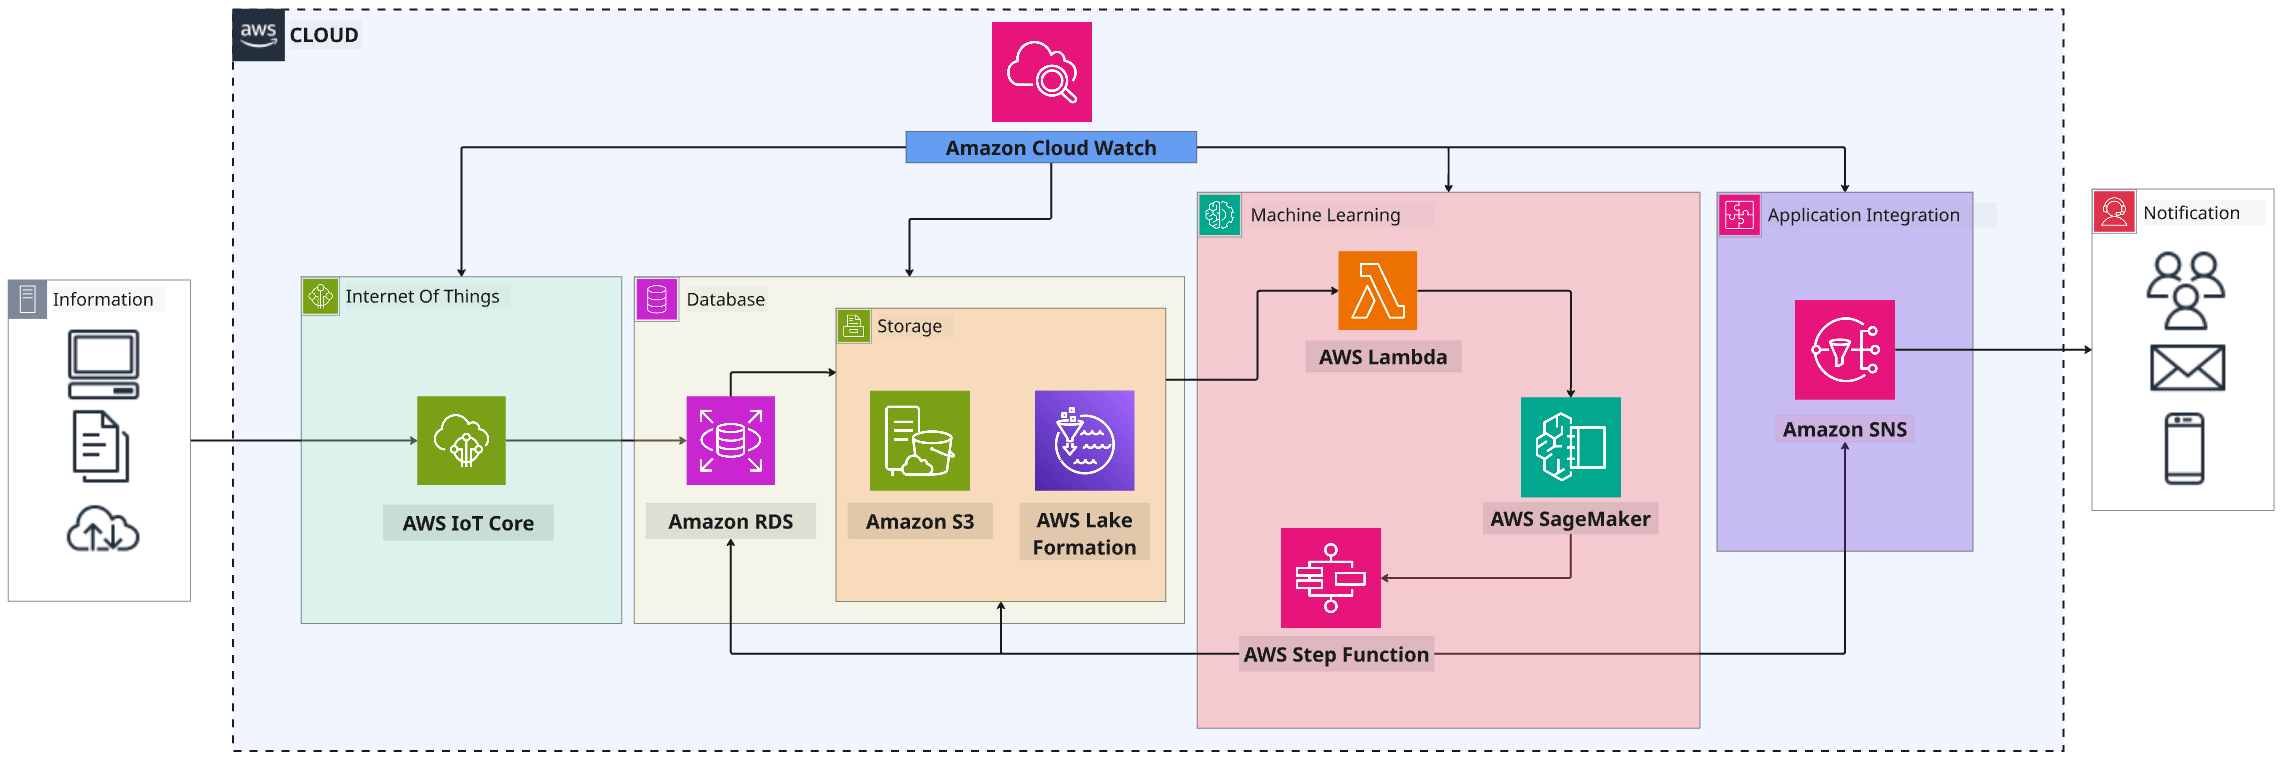 aws
CLOUD
Amazon Cloud Watch
Information
Internet Of Things
AWS IoT Core
Database
Amazon RDS
Storage
Amazon S3
AWS Lake
Formation
Machine Learning
AWS Lambda
AWS SageMaker
AWS Step Function
Application Integration
Amazon SNS
Notification